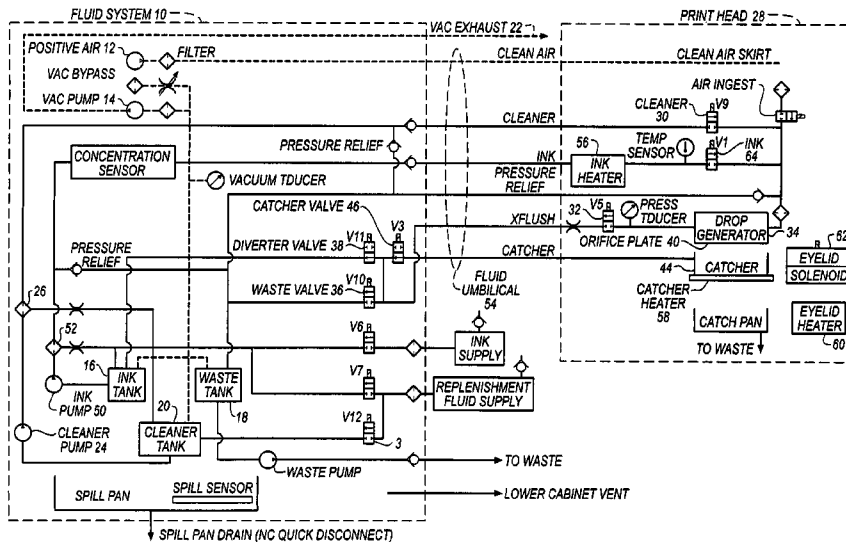 FLUID SYSTEM 10
VAC EXHAUST 22
PRINT HEAD 28
POSITIVE AIR 12
FILTER
CLEAN AIR
CLEAN AIR SKIRT
VAC BYPASS
AIR INGEST
VAC PUMP 14
CLEANER 30
V9
CLEANER
TEMP SENSOR
V1
PRESSURE RELIEF
56
INK 64
CONCENTRATION SENSOR
INK
INK HEATER
PRESSURE RELIEF
VACUUM TDUCER
CATCHER VALVE 46
V3
32
V5
PRESS TDUCER
XFLUSH
DROP GENERATOR
62
V11
DIVERTER VALVE 38
34
ORIFICE PLATE 40
EYELID SOLENOID
PRESSURE RELIEF
CATCHER
44
CATCHER
V10
WASTE VALVE 36
FLUID UMBILICAL 54
CATCHER HEATER 58
26
52
V6
CATCH PAN
EYELID HEATER 60
INK SUPPLY
TO WASTE
16
INK TANK
WASTE TANK
V7
REPLENISHMENT FLUID SUPPLY
INK PUMP 50
20
18
V12
CLEANER PUMP 24
CLEANER TANK
3
WASTE PUMP
TO WASTE
SPILL PAN
SPILL SENSOR
LOWER CABINET VENT
SPILL PAN DRAIN (NC QUICK DISCONNECT)